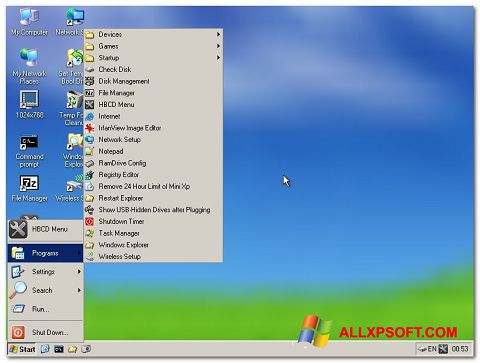 My Computer
Network S
My Network
Places
Set Temp
Boot Driv
1024x768
Temp Fo
Cleanu
Command
prompt
Window
Explore
File Manager
Wireless S
Devices
Games
Startup
Check Disk
Disk Management
File Manager
HBCD Menu
Internet
IrfanView Image Editor
Network Setup
Notepad
RamDrive Config
Registry Editor
Remove 24 Hour Limit of Mini Xp
Restart Explorer
Show USB-Hidden Drives after Plugging
Shutdown Timer
Task Manager
Windows Explorer
Wireless Setup
HBCD Menu
Programs
Settings
Search
Run...
Shut Down...
Start
EN
00:53
ALLXPSOFT.COM